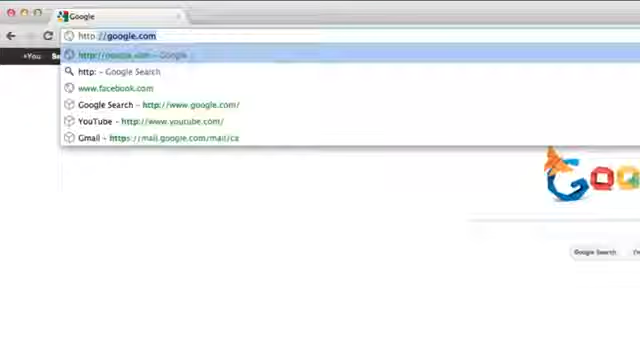 Google
http://google.com
+You
http://google.com – Google
http: – Google Search
www.facebook.com
Google Search – http://www.google.com/
YouTube – http://www.youtube.com/
Gmail – https://mail.google.com/mail/ca
Google Search